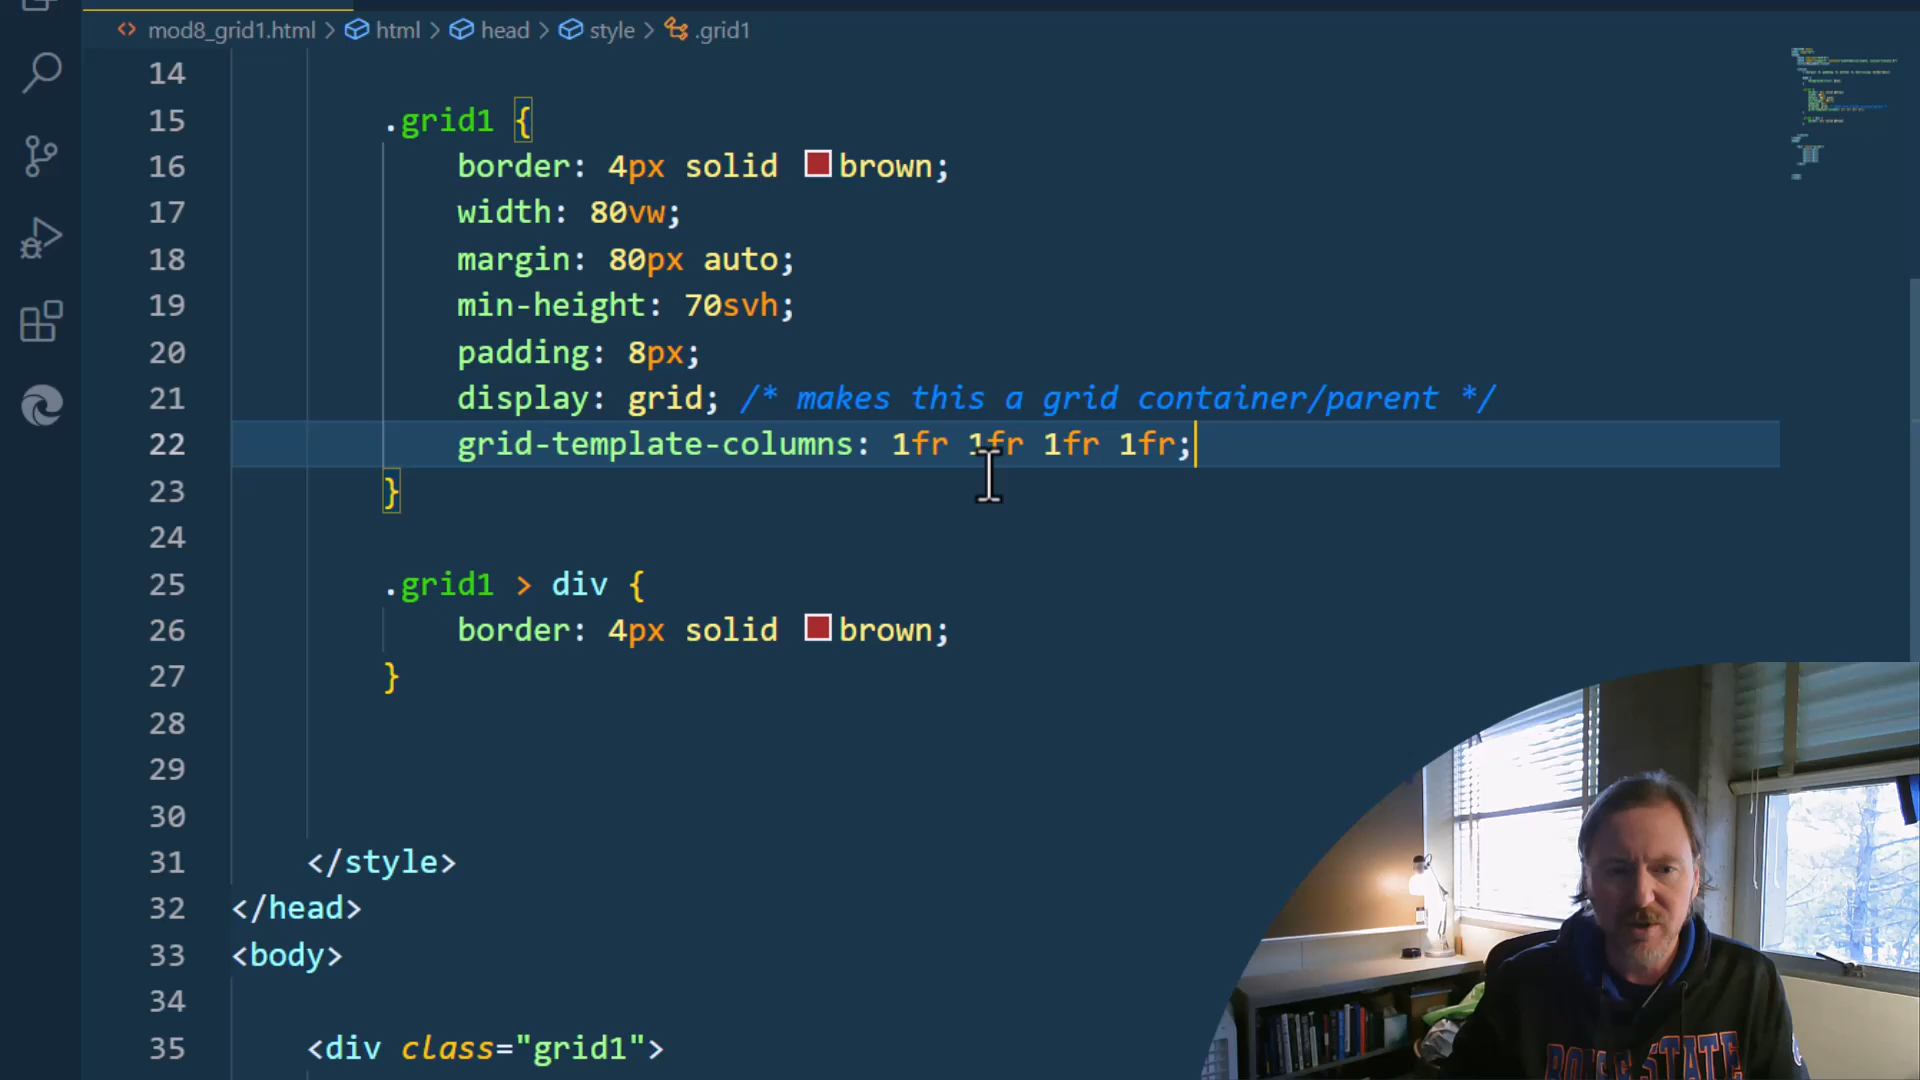 mod8_grid1.html > html > head > style > .grid1
14
15 .grid1 {
16 border: 4px solid brown;
17 width: 80vw;
18 margin: 80px auto;
19 min-height: 70svh;
20 padding: 8px;
21 display: grid; /* makes this a grid container/parent */
22 grid-template-columns: 1fr 1fr 1fr 1fr;
23 }
24
25 .grid1 > div {
26 border: 4px solid brown;
27 }
28
29
30
31 </style>
32 </head>
33 <body>
34
35 <div class="grid1">
BOISE STATE